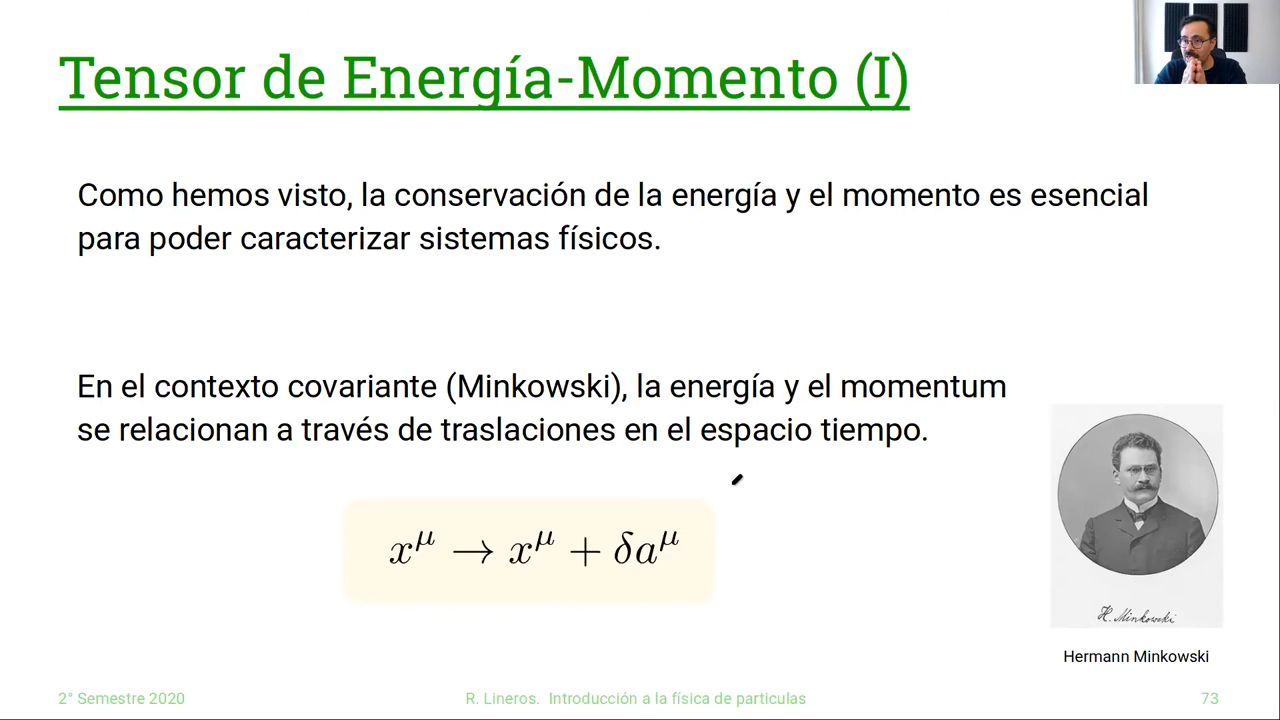 Tensor de Energía-Momento (I)
Como hemos visto, la conservación de la energía y el momento es esencial
para poder caracterizar sistemas físicos.
En el contexto covariante (Minkowski), la energía y el momentum
se relacionan a través de traslaciones en el espacio tiempo.
x^μ → x^μ + δa^μ
H. Minkowski
Hermann Minkowski
2° Semestre 2020
R. Lineros. Introducción a la física de particulas
73